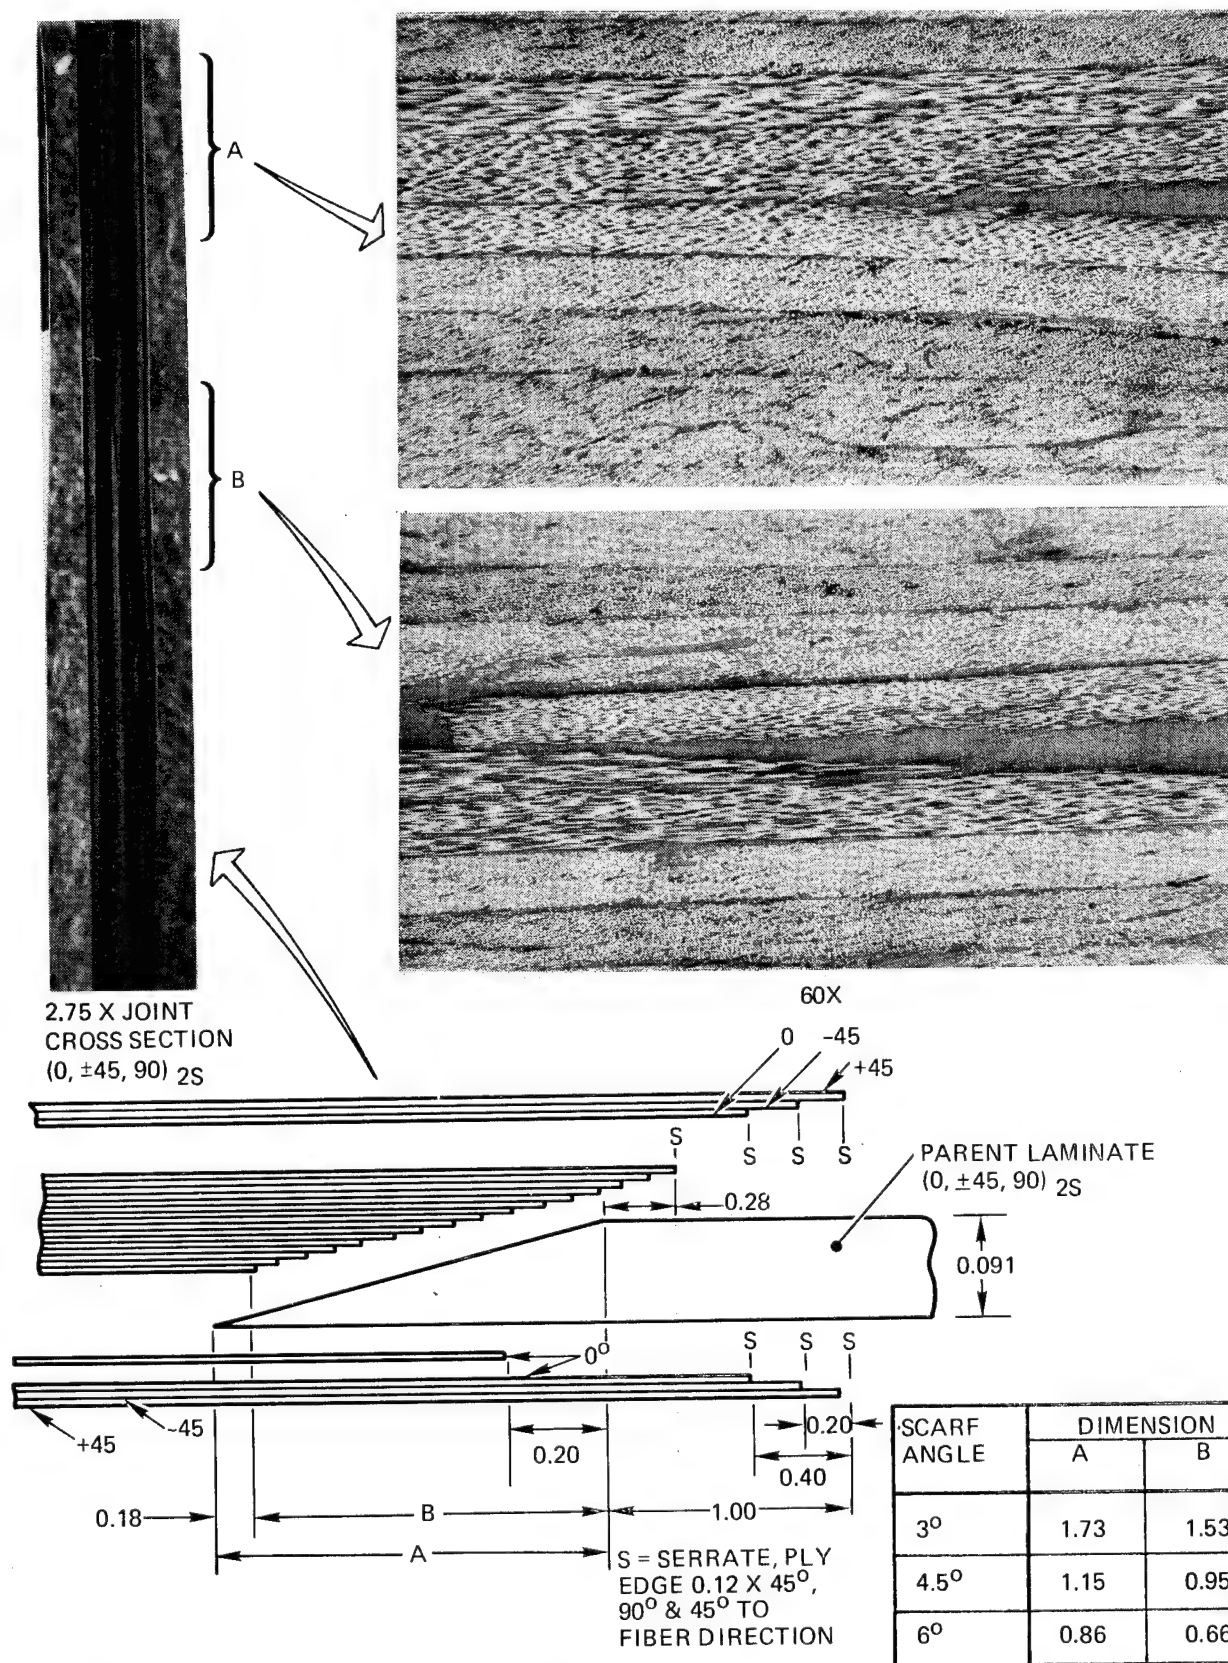 A
B
2.75 X JOINT
CROSS SECTION
(0, ±45, 90) 2S
60X
0
-45
+45
S
S S S
0.28
PARENT LAMINATE
(0, ±45, 90) 2S
0.091
S S S
0°
+45
-45
0.20
0.20
0.40
0.18
B
1.00
A
S = SERRATE, PLY
EDGE 0.12 X 45°,
90° & 45° TO
FIBER DIRECTION
SCARF DIMENSION
ANGLE A B
3° 1.73 1.53
4.5° 1.15 0.95
6° 0.86 0.66